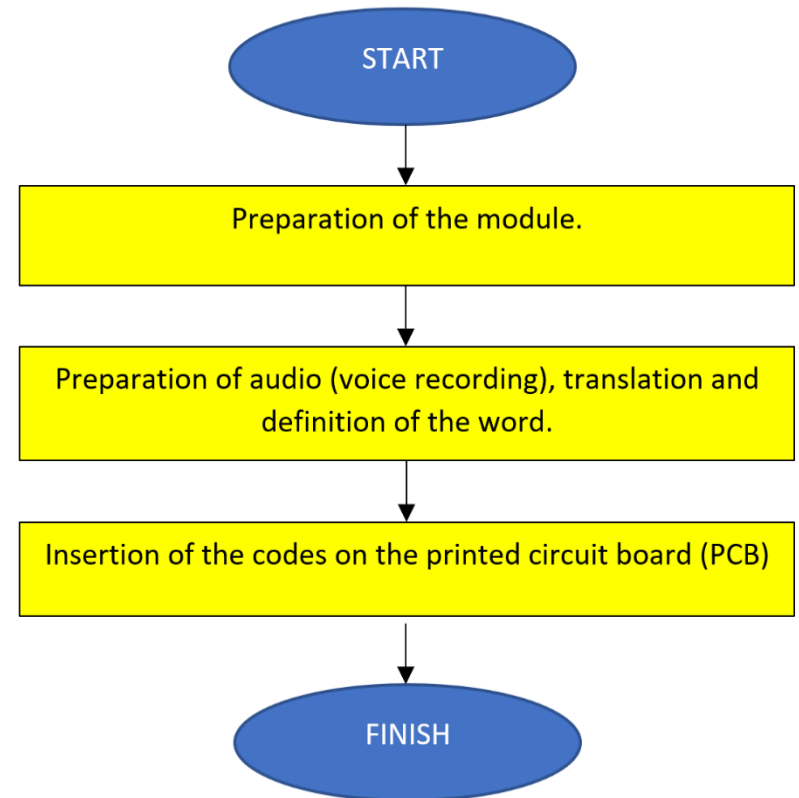 START
Preparation of the module.
Preparation of audio (voice recording), translation and
definition of the word.
Insertion of the codes on the printed circuit board (PCB)
FINISH